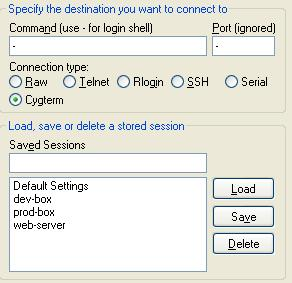 Specify the destination you want to connect to
Command (use - for login shell) Port (ignored)
- -
Connection type:
Raw Telnet Rlogin SSH Serial
Cygterm
Load, save or delete a stored session
Saved Sessions
Default Settings
dev-box
prod-box
web-server
Load
Save
Delete